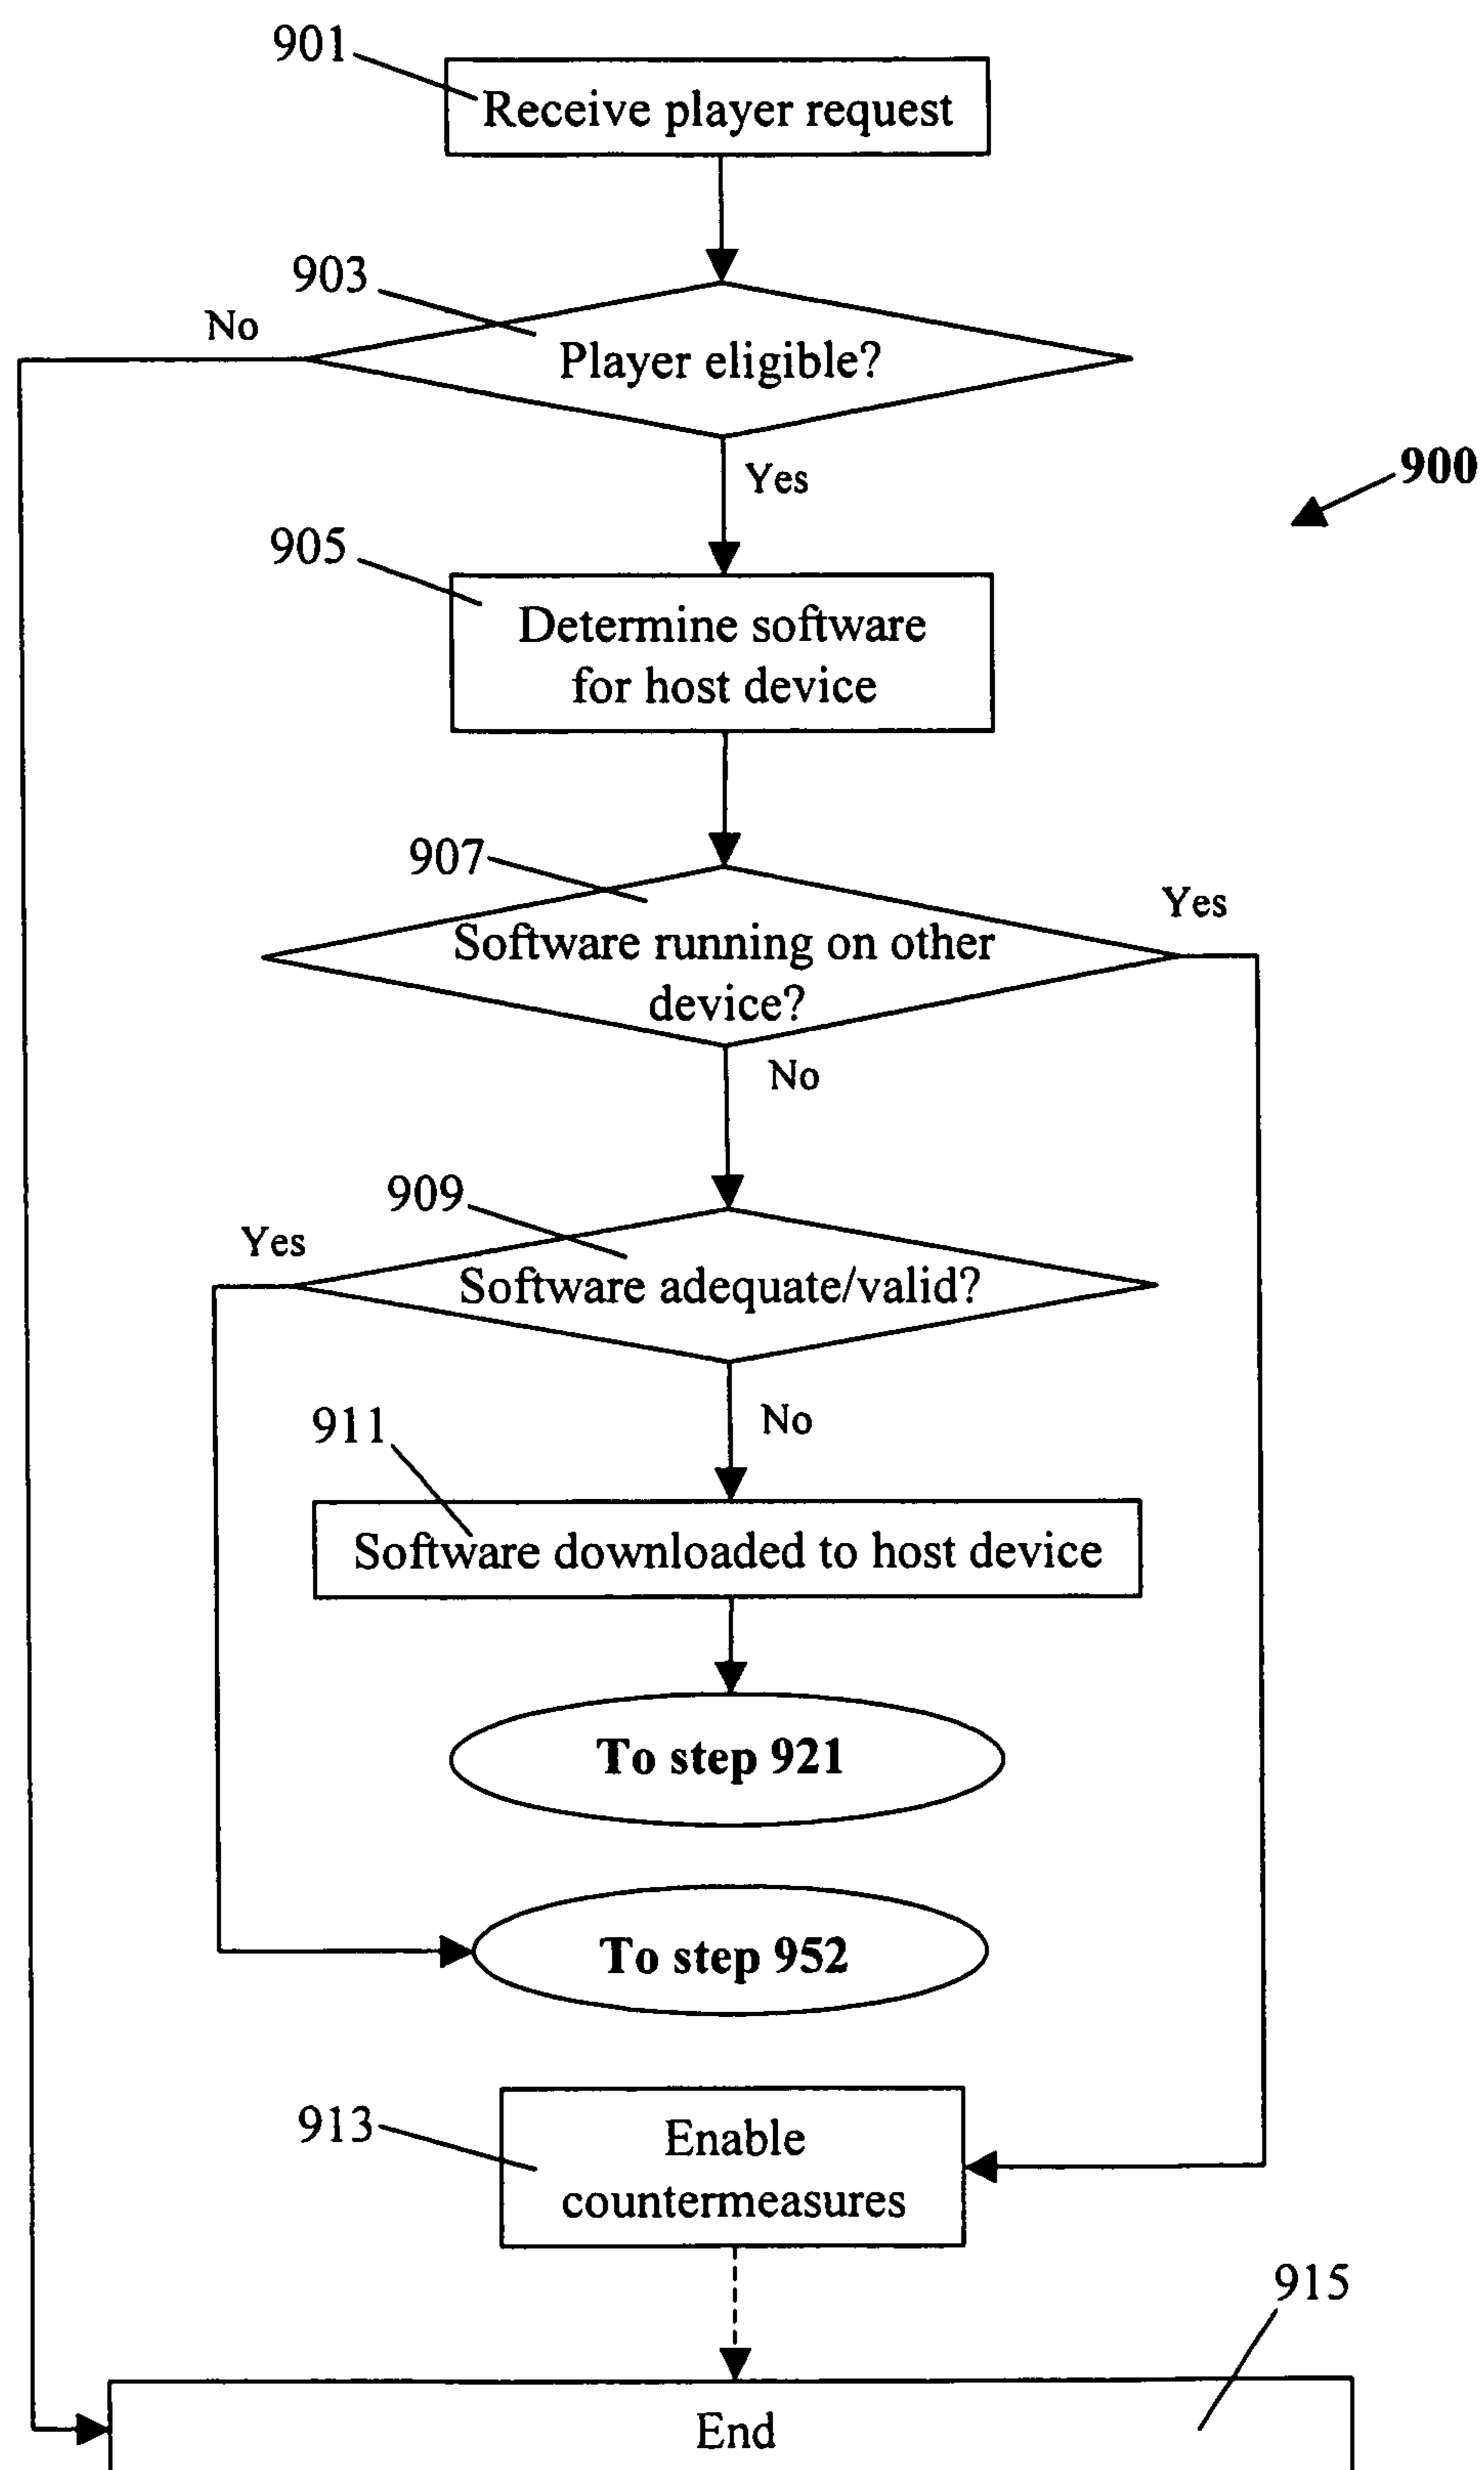 901
Receive player request
903
No
Player eligible?
Yes
900
905
Determine software
for host device
907
Yes
Software running on other
device?
No
909
Yes
Software adequate/valid?
No
911
Software downloaded to host device
To step 921
To step 952
913
Enable
countermeasures
915
End